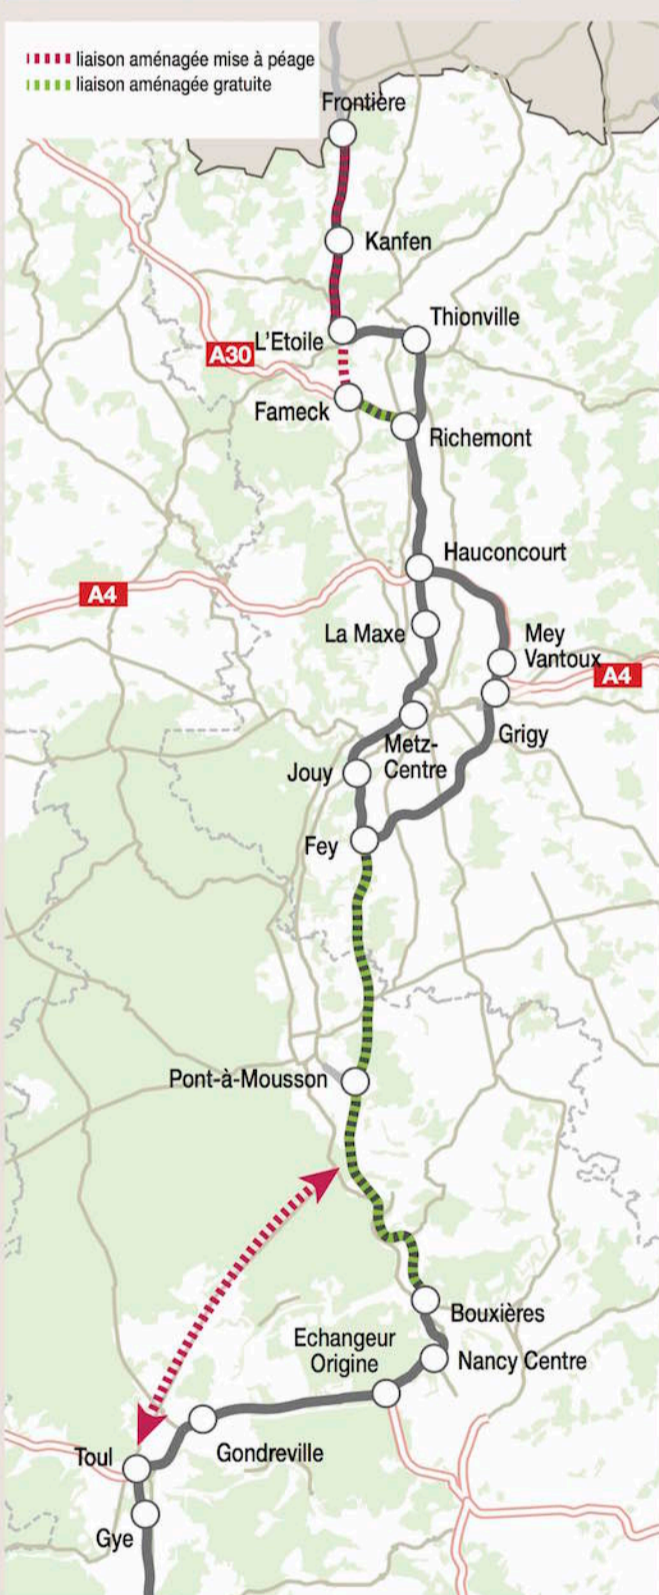 liaison aménagée mise à péage
liaison aménagée gratuite
Frontière
Kanfen
Thionville
L'Etoile
A30
Fameck
Richemont
Hauconcourt
A4
La Maxe
Mey
Vantoux
A4
Grigy
Metz-
Centre
Jouy
Fey
Pont-à-Mousson
Bouxières
Echangeur
Origine
Nancy Centre
Gondreville
Toul
Gye